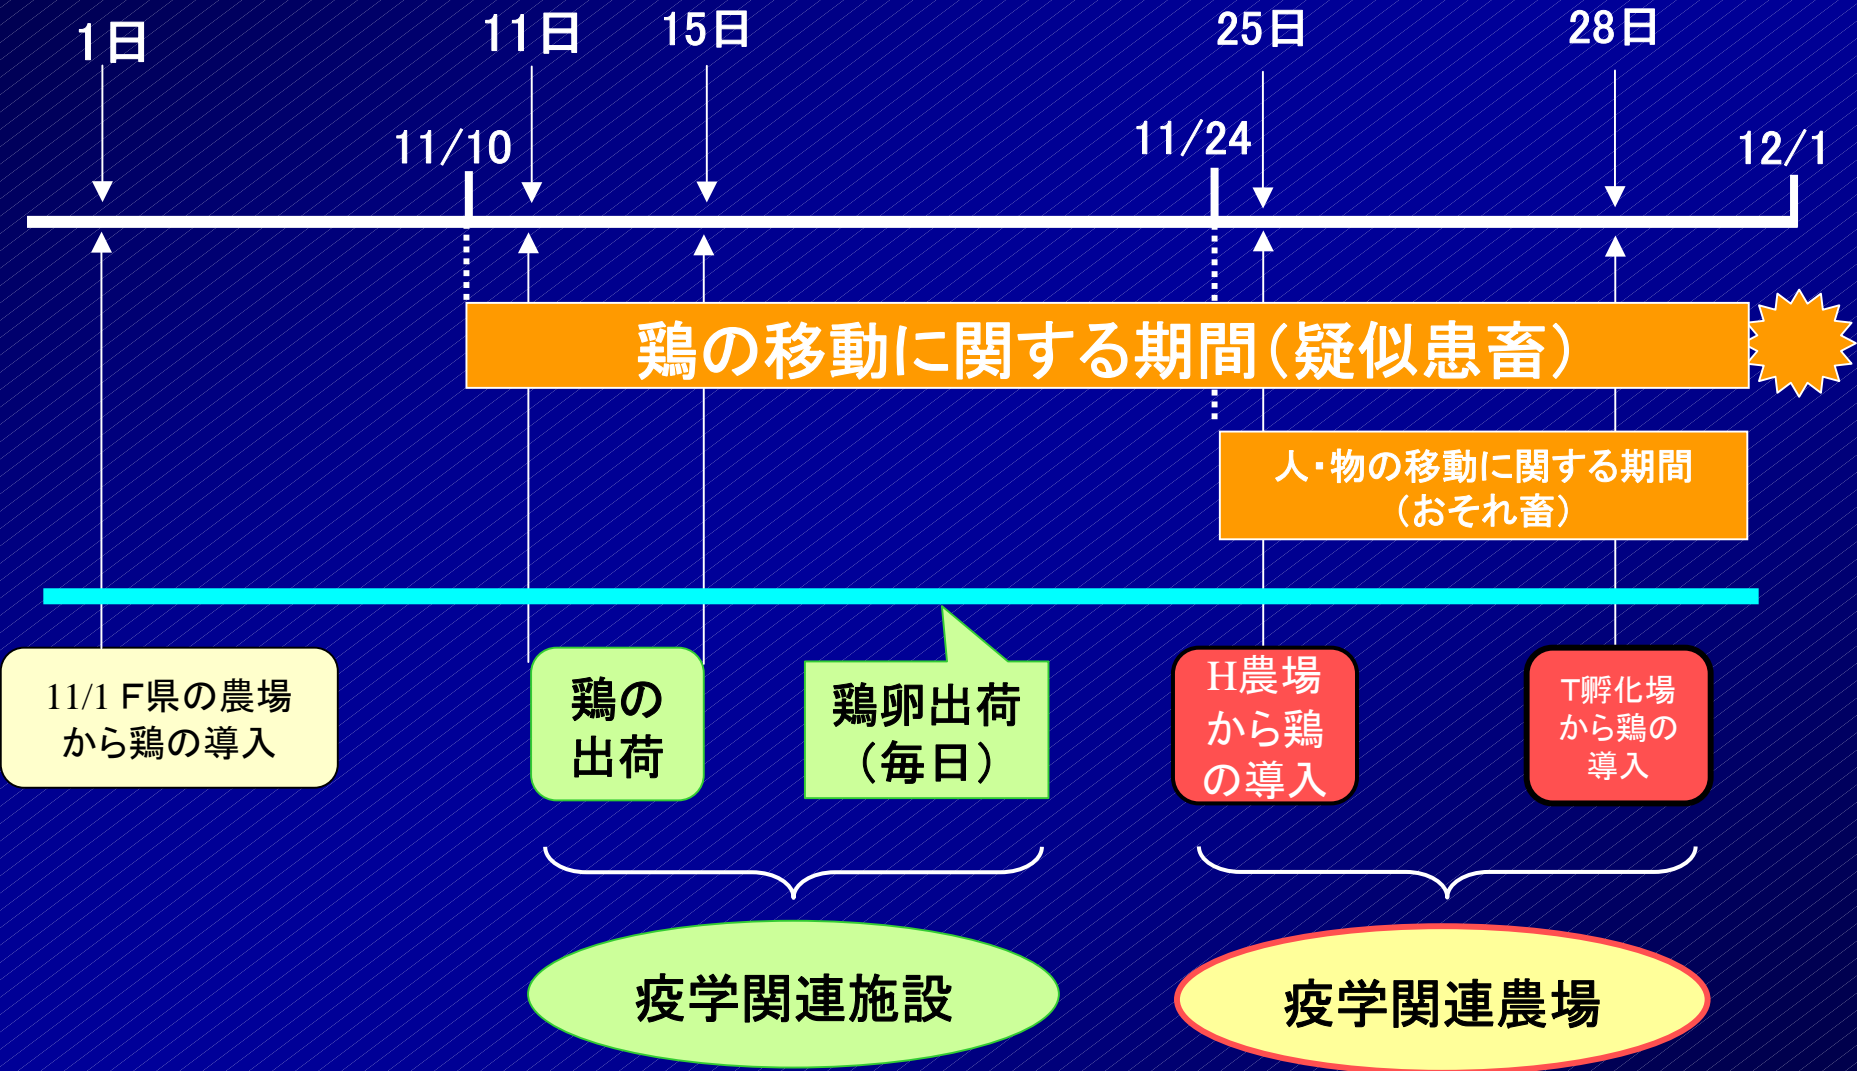 1日
11日
15日
25日
28日
11/10
11/24
12/1
鶏の移動に関する期間(疑似患畜)
人・物の移動に関する期間
(おそれ畜)
11/1 F県の農場
から鶏の導入
鶏の
出荷
鶏卵出荷
(毎日)
H農場
から鶏
の導入
T孵化場
から鶏の
導入
疫学関連施設
疫学関連農場